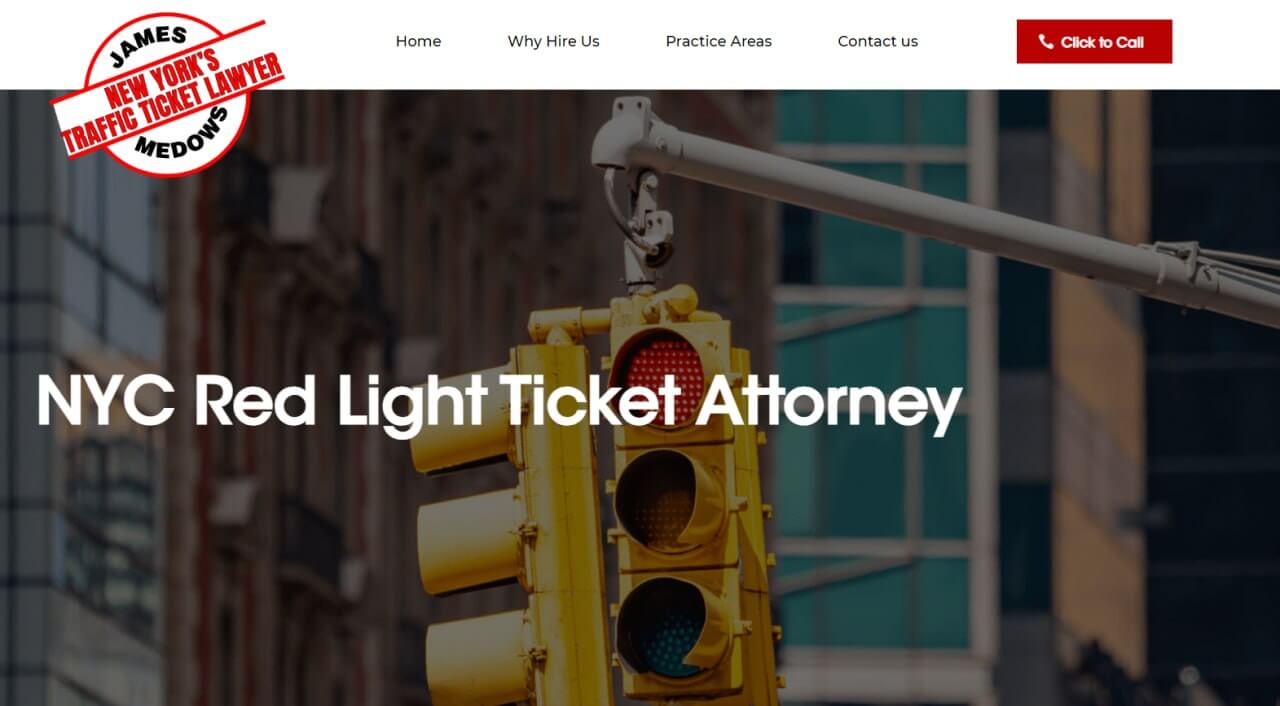 JAMES
NEW YORK'S
TRAFFIC TICKET LAWYER
MEDOWS
Home
Why Hire Us
Practice Areas
Contact us
Click to Call
NYC Red Light Ticket Attorney